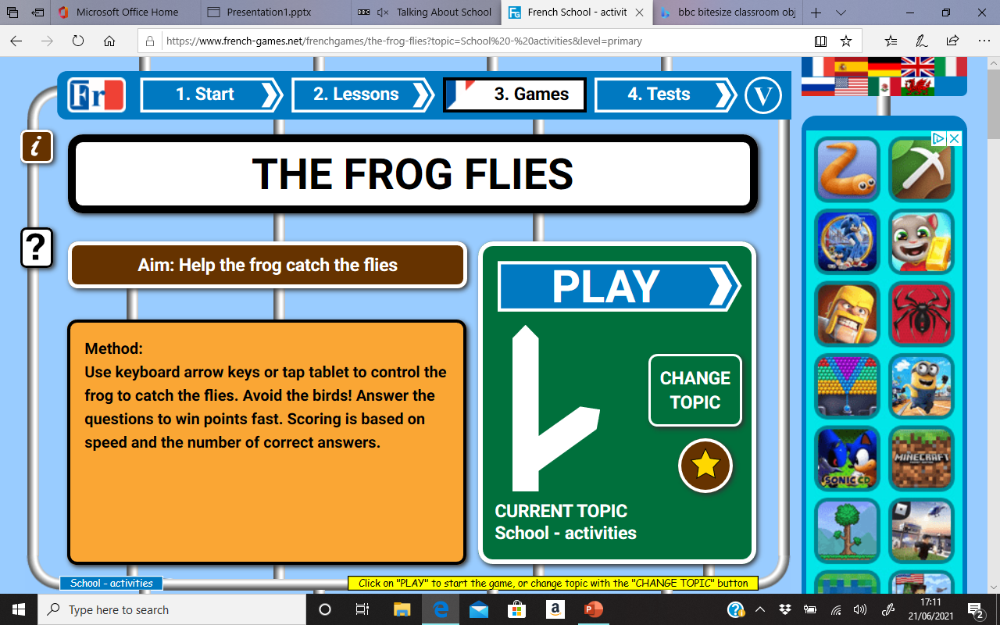 Microsoft Office Home
Presentation1.pptx
BBC
Talking About School
FG
French School - activit
bbc bitesize classroom obj
https://www.french-games.net/frenchgames/the-frog-flies?topic=School%20-%20activities&level=primary
Fr
1. Start
2. Lessons
3. Games
4. Tests
V
i
THE FROG FLIES
?
Aim: Help the frog catch the flies
PLAY
Method:
Use keyboard arrow keys or tap tablet to control the
frog to catch the flies. Avoid the birds! Answer the
questions to win points fast. Scoring is based on
speed and the number of correct answers.
CHANGE
TOPIC
CURRENT TOPIC
School - activities
SONIC CD
MINECRAFT
School - activities
Click on "PLAY" to start the game, or change topic with the "CHANGE TOPIC" button
Type here to search
17:11
21/06/2021
2